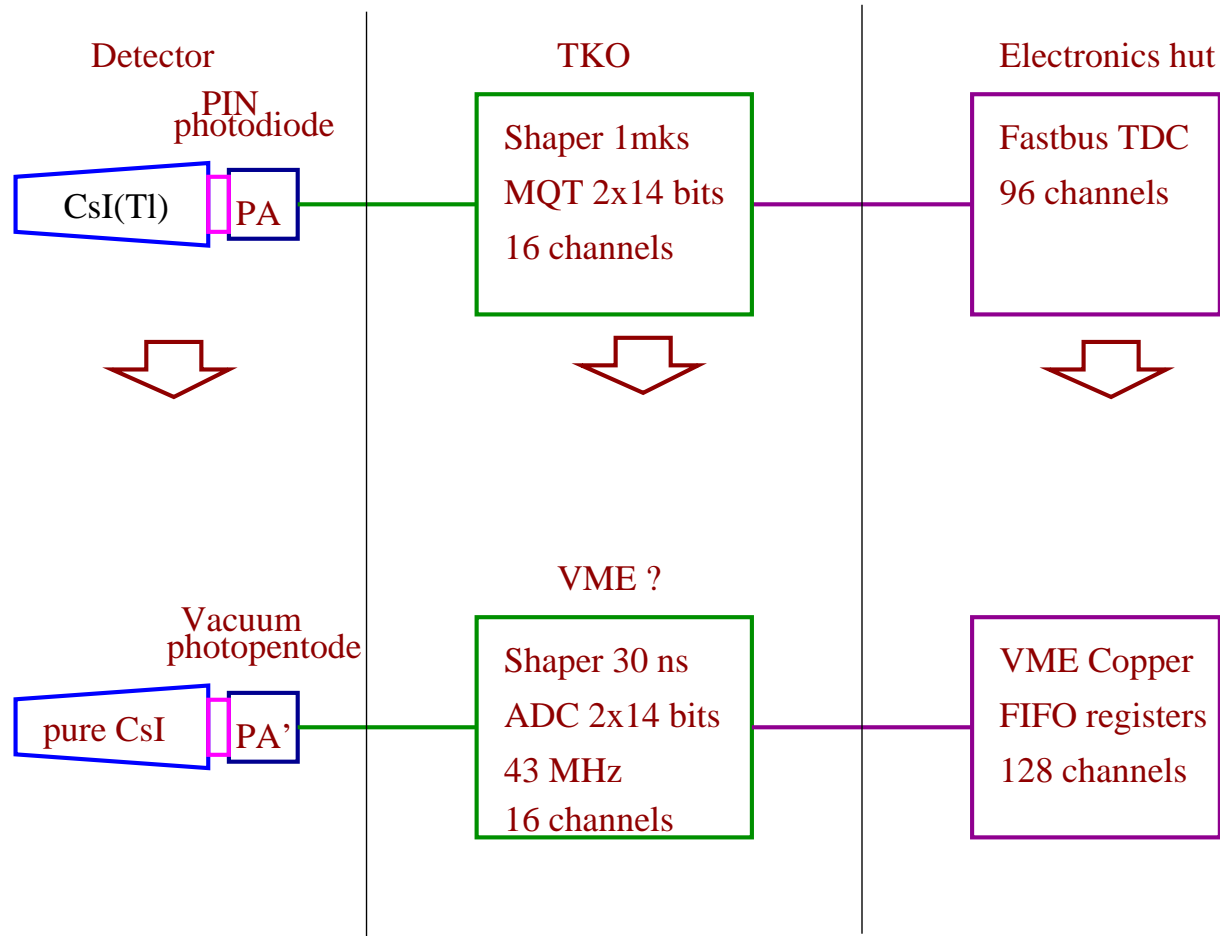 Detector
TKO
Electronics hut
PIN
photodiode
CsI(Tl)
PA
Shaper 1mks
MQT 2x14 bits
16 channels
Fastbus TDC
96 channels
VME ?
Vacuum
photopentode
pure CsI
PA’
Shaper 30 ns
ADC 2x14 bits
43 MHz
16 channels
VME Copper
FIFO registers
128 channels